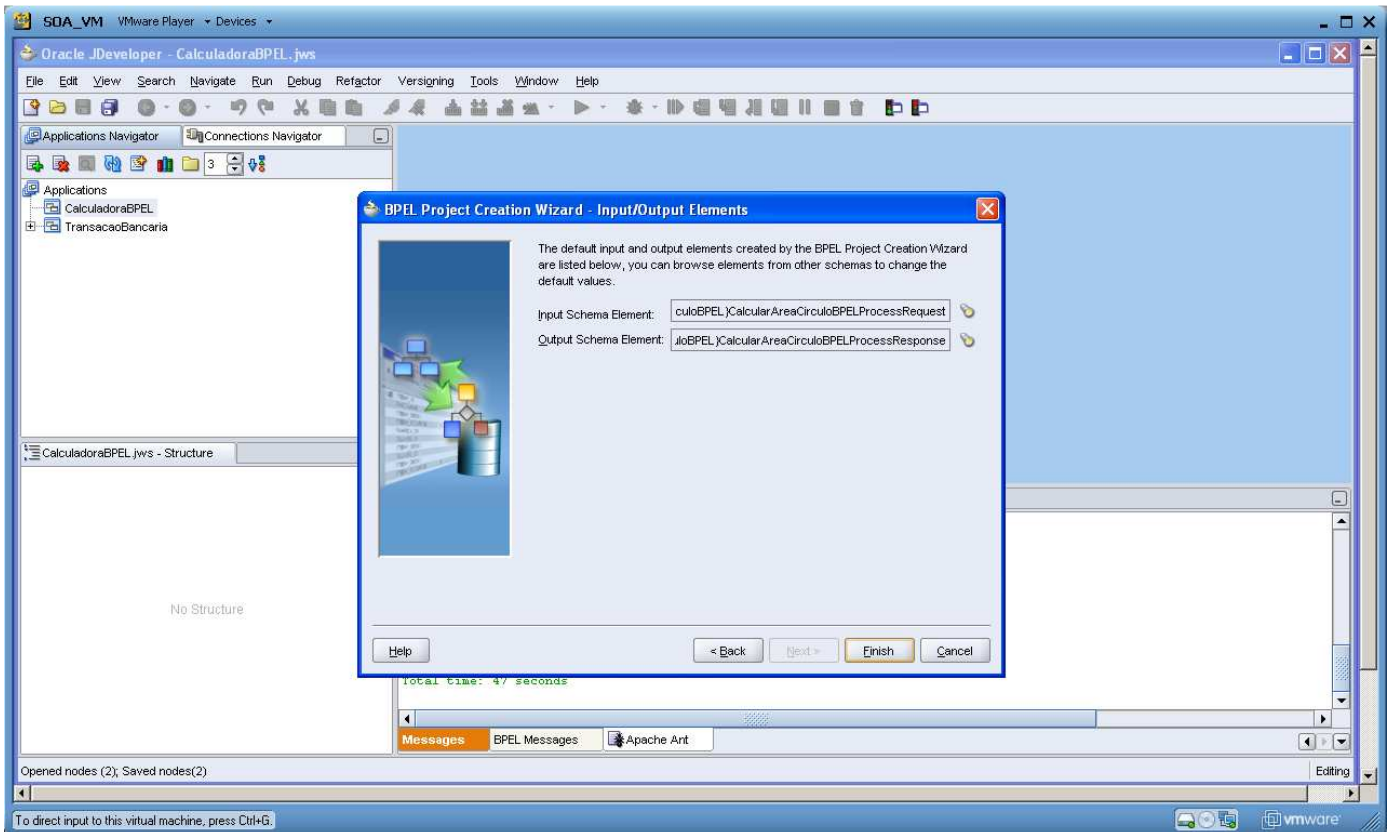 SOA_VM VMware Player Devices
Oracle JDeveloper - CalculadoraBPEL.jws
File Edit View Search Navigate Run Debug Refactor Versioning Tools Window Help
Applications Navigator Connections Navigator
3
Applications
CalculadoraBPEL
TransacaoBancaria
BPEL Project Creation Wizard - Input/Output Elements
The default input and output elements created by the BPEL Project Creation Wizard
are listed below, you can browse elements from other schemas to change the
default values.
Input Schema Element: culoBPEL}CalcularAreaCirculoBPELProcessRequest
Output Schema Element: uloBPEL}CalcularAreaCirculoBPELProcessResponse
CalculadoraBPEL.jws - Structure
No Structure
Help < Back Next > Finish Cancel
Total time: 47 seconds
Messages BPEL Messages Apache Ant
Opened nodes (2); Saved nodes(2) Editing
To direct input to this virtual machine, press Ctrl+G. vmware